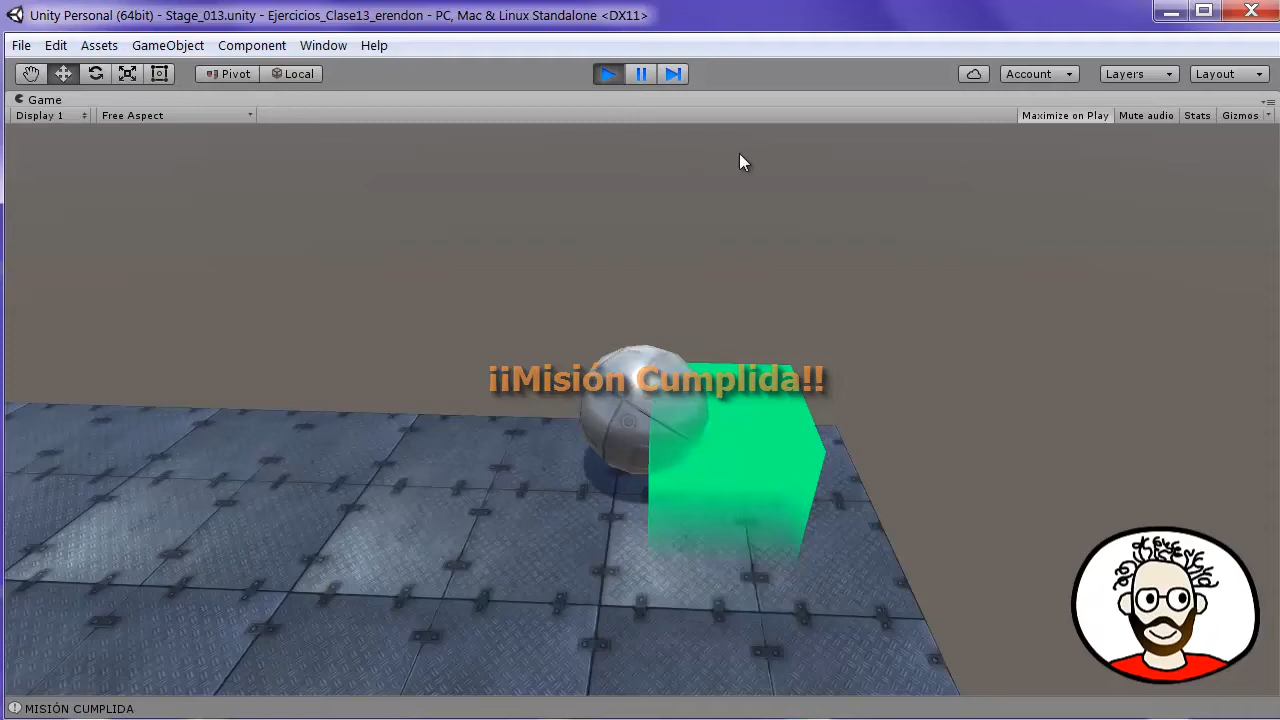 Unity Personal (64bit) - Stage_013.unity - Ejercicios_Clase13_erendon - PC, Mac & Linux Standalone <DX11>
File Edit Assets GameObject Component Window Help
Pivot Local Account Layers Layout
Game
Display 1 Free Aspect Maximize on Play Mute audio Stats Gizmos
¡¡Misión Cumplida!!
MISIÓN CUMPLIDA